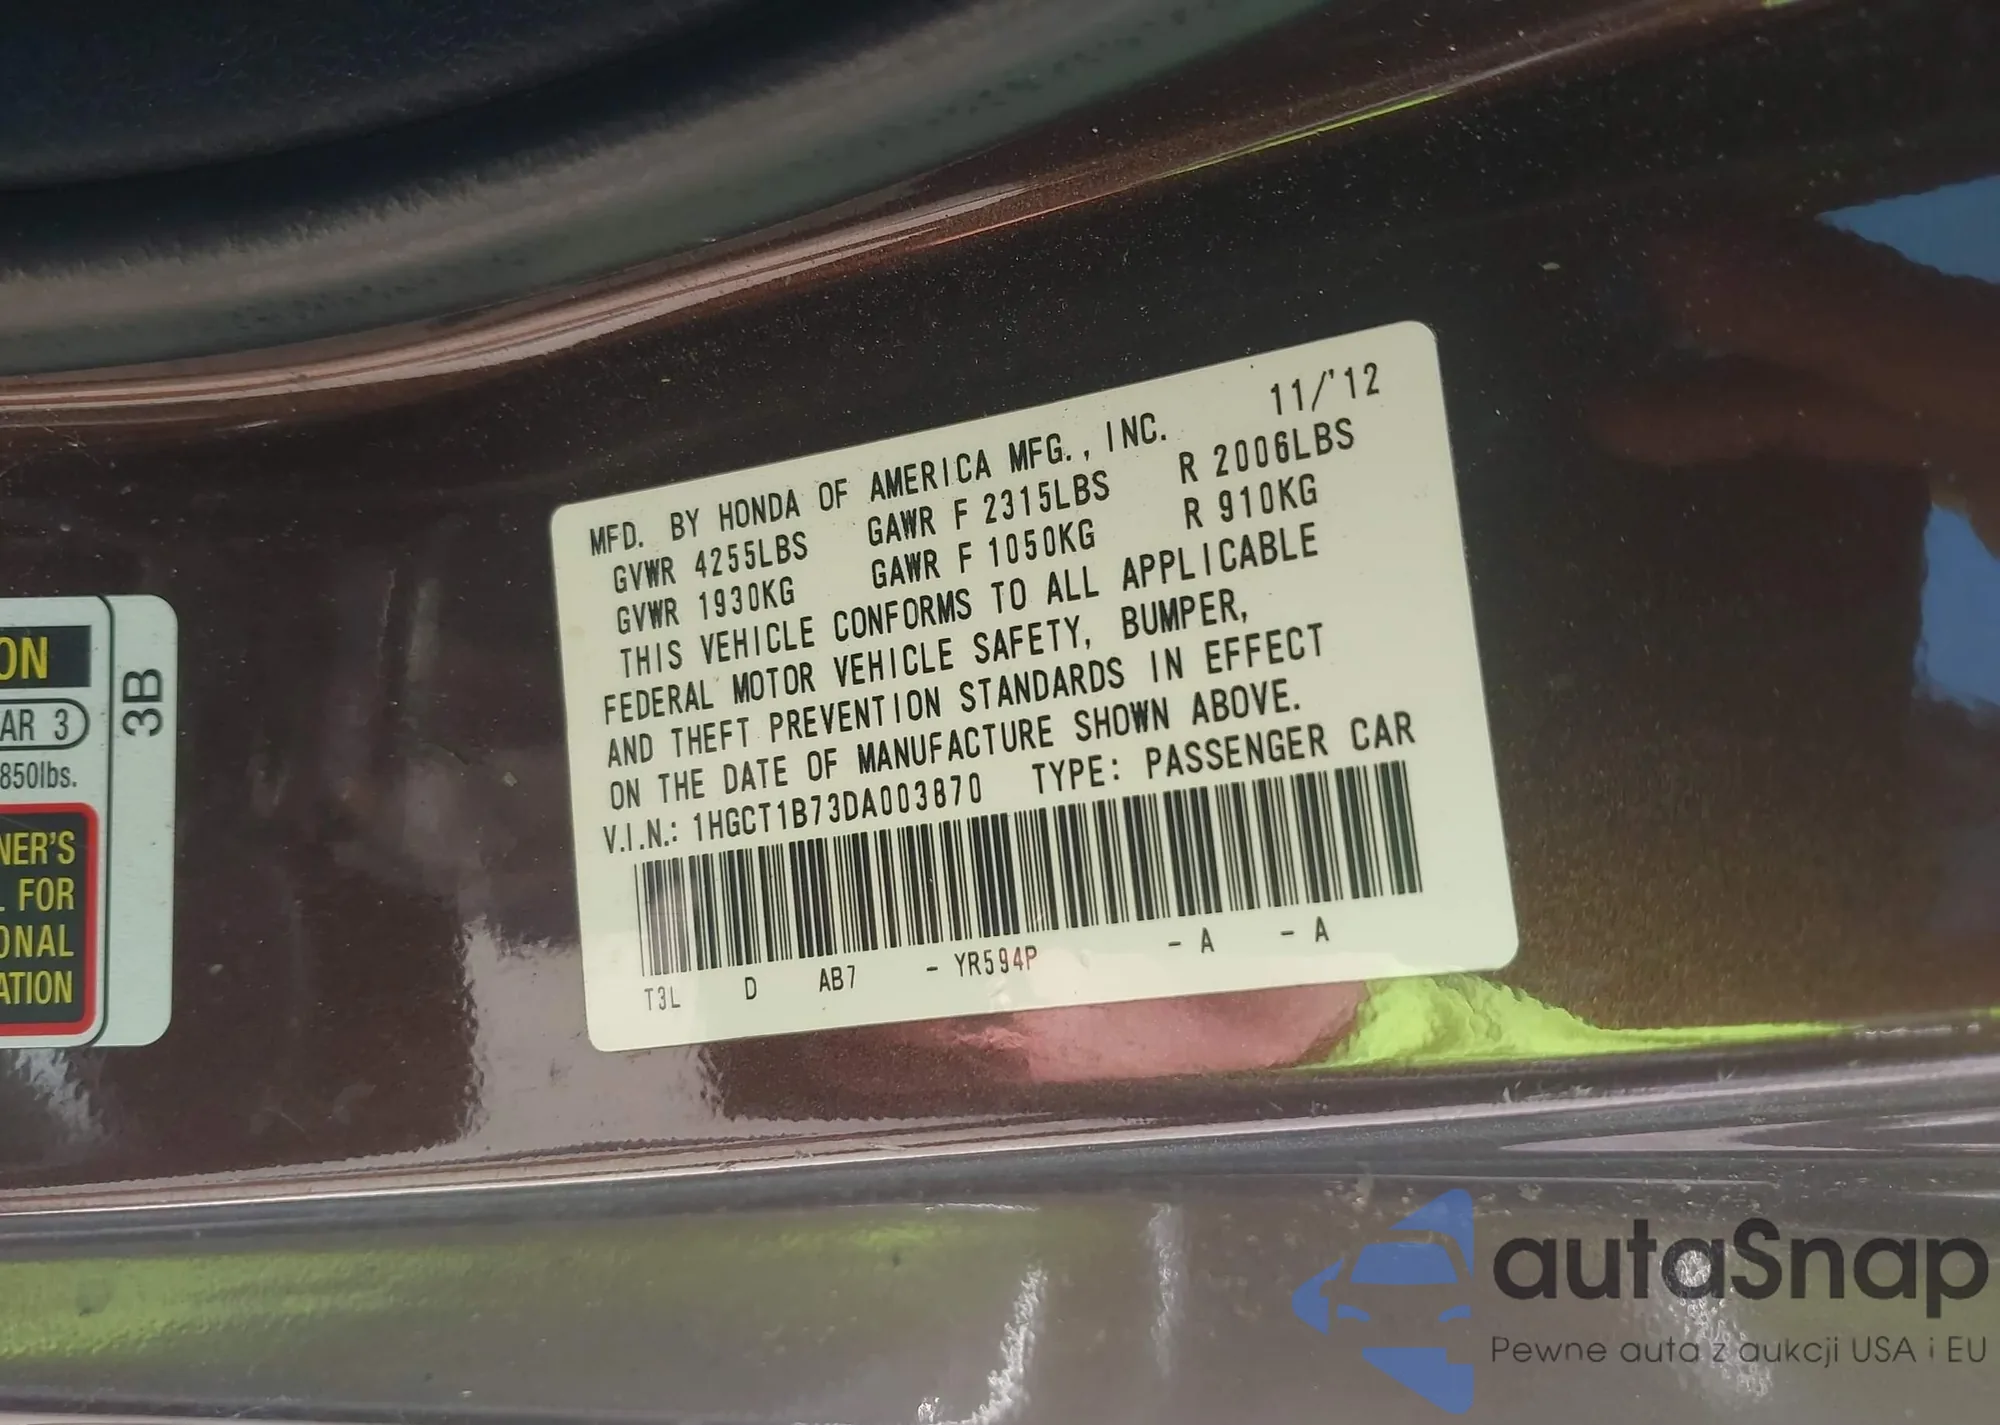 11/'12
MFD. BY HONDA OF AMERICA MFG., INC.
GVWR 4255LBS GAWR F 2315LBS R 2006LBS
GVWR 1930KG GAWR F 1050KG R 910KG
THIS VEHICLE CONFORMS TO ALL APPLICABLE
FEDERAL MOTOR VEHICLE SAFETY, BUMPER,
AND THEFT PREVENTION STANDARDS IN EFFECT
ON THE DATE OF MANUFACTURE SHOWN ABOVE.
V.I.N.: 1HGCT1B73DA003870 TYPE: PASSENGER CAR
T3L D AB7 - YR594P - A - A
ON
AR 3
850lbs.
NER'S
FOR
ONAL
ATION
3B
autaSnap
Pewne auta z aukcji USA i EU